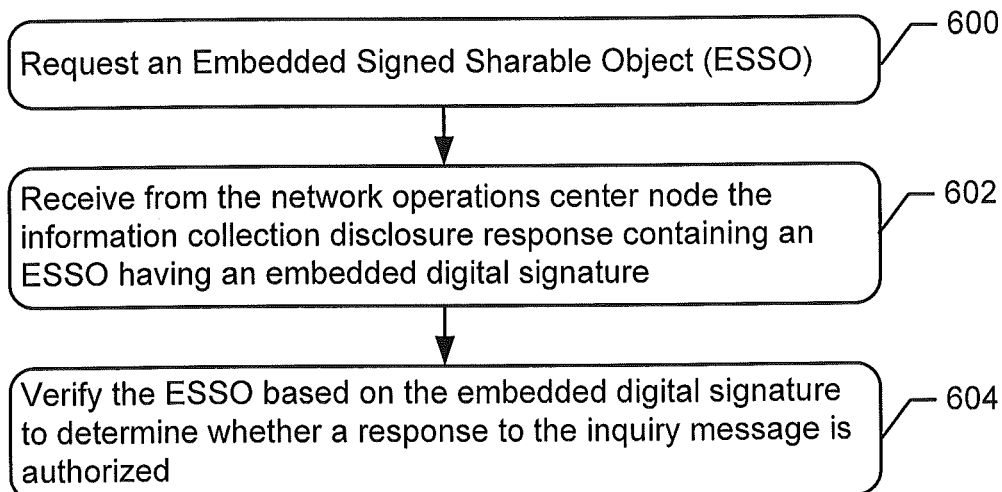 Request an Embedded Signed Sharable Object (ESSO)
600
Receive from the network operations center node the
information collection disclosure response containing an
ESSO having an embedded digital signature
602
Verify the ESSO based on the embedded digital signature
to determine whether a response to the inquiry message is
authorized
604